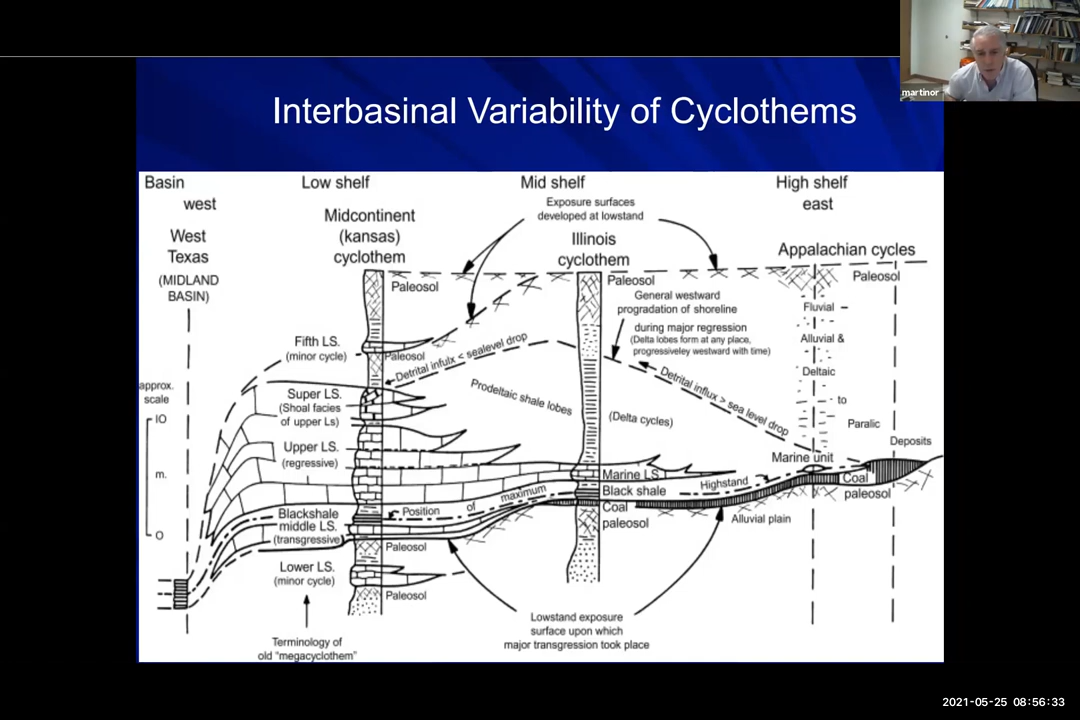 martinor
Interbasinal Variability of Cyclothems
Basin
west
Low shelf
Mid shelf
High shelf
east
West
Texas
(MIDLAND
BASIN)
Midcontinent
(kansas)
cyclothem
Exposure surfaces
developed at lowstand
Illinois
cyclothem
Appalachian cycles
Paleosol
Paleosol
Paleosol
General westward
progradation of shoreline
during major regression
(Delta lobes form at any place,
progressiveley westward with time)
Fluvial
Alluvial &
Deltaic
to
Paralic
Deposits
Fifth LS.
(minor cycle)
Paleosol
Detrital infulx < sealevel drop
Detrital influx > sea level drop
approx.
scale
10
m.
0
Super LS.
(Shoal facies
of upper Ls)
Prodeltaic shale lobes
(Delta cycles)
Upper LS.
(regressive)
Marine unit
Marine LS.
Black shale
Highstand
Coal
paleosol
Coal
paleosol
Alluvial plain
Blackshale
middle LS.
(transgressive)
Position of maximum
Paleosol
Lower LS.
(minor cycle)
Paleosol
Terminology of
old "megacyclothem"
Lowstand exposure
surface upon which
major transgression took place
2021-05-25 08:56:33